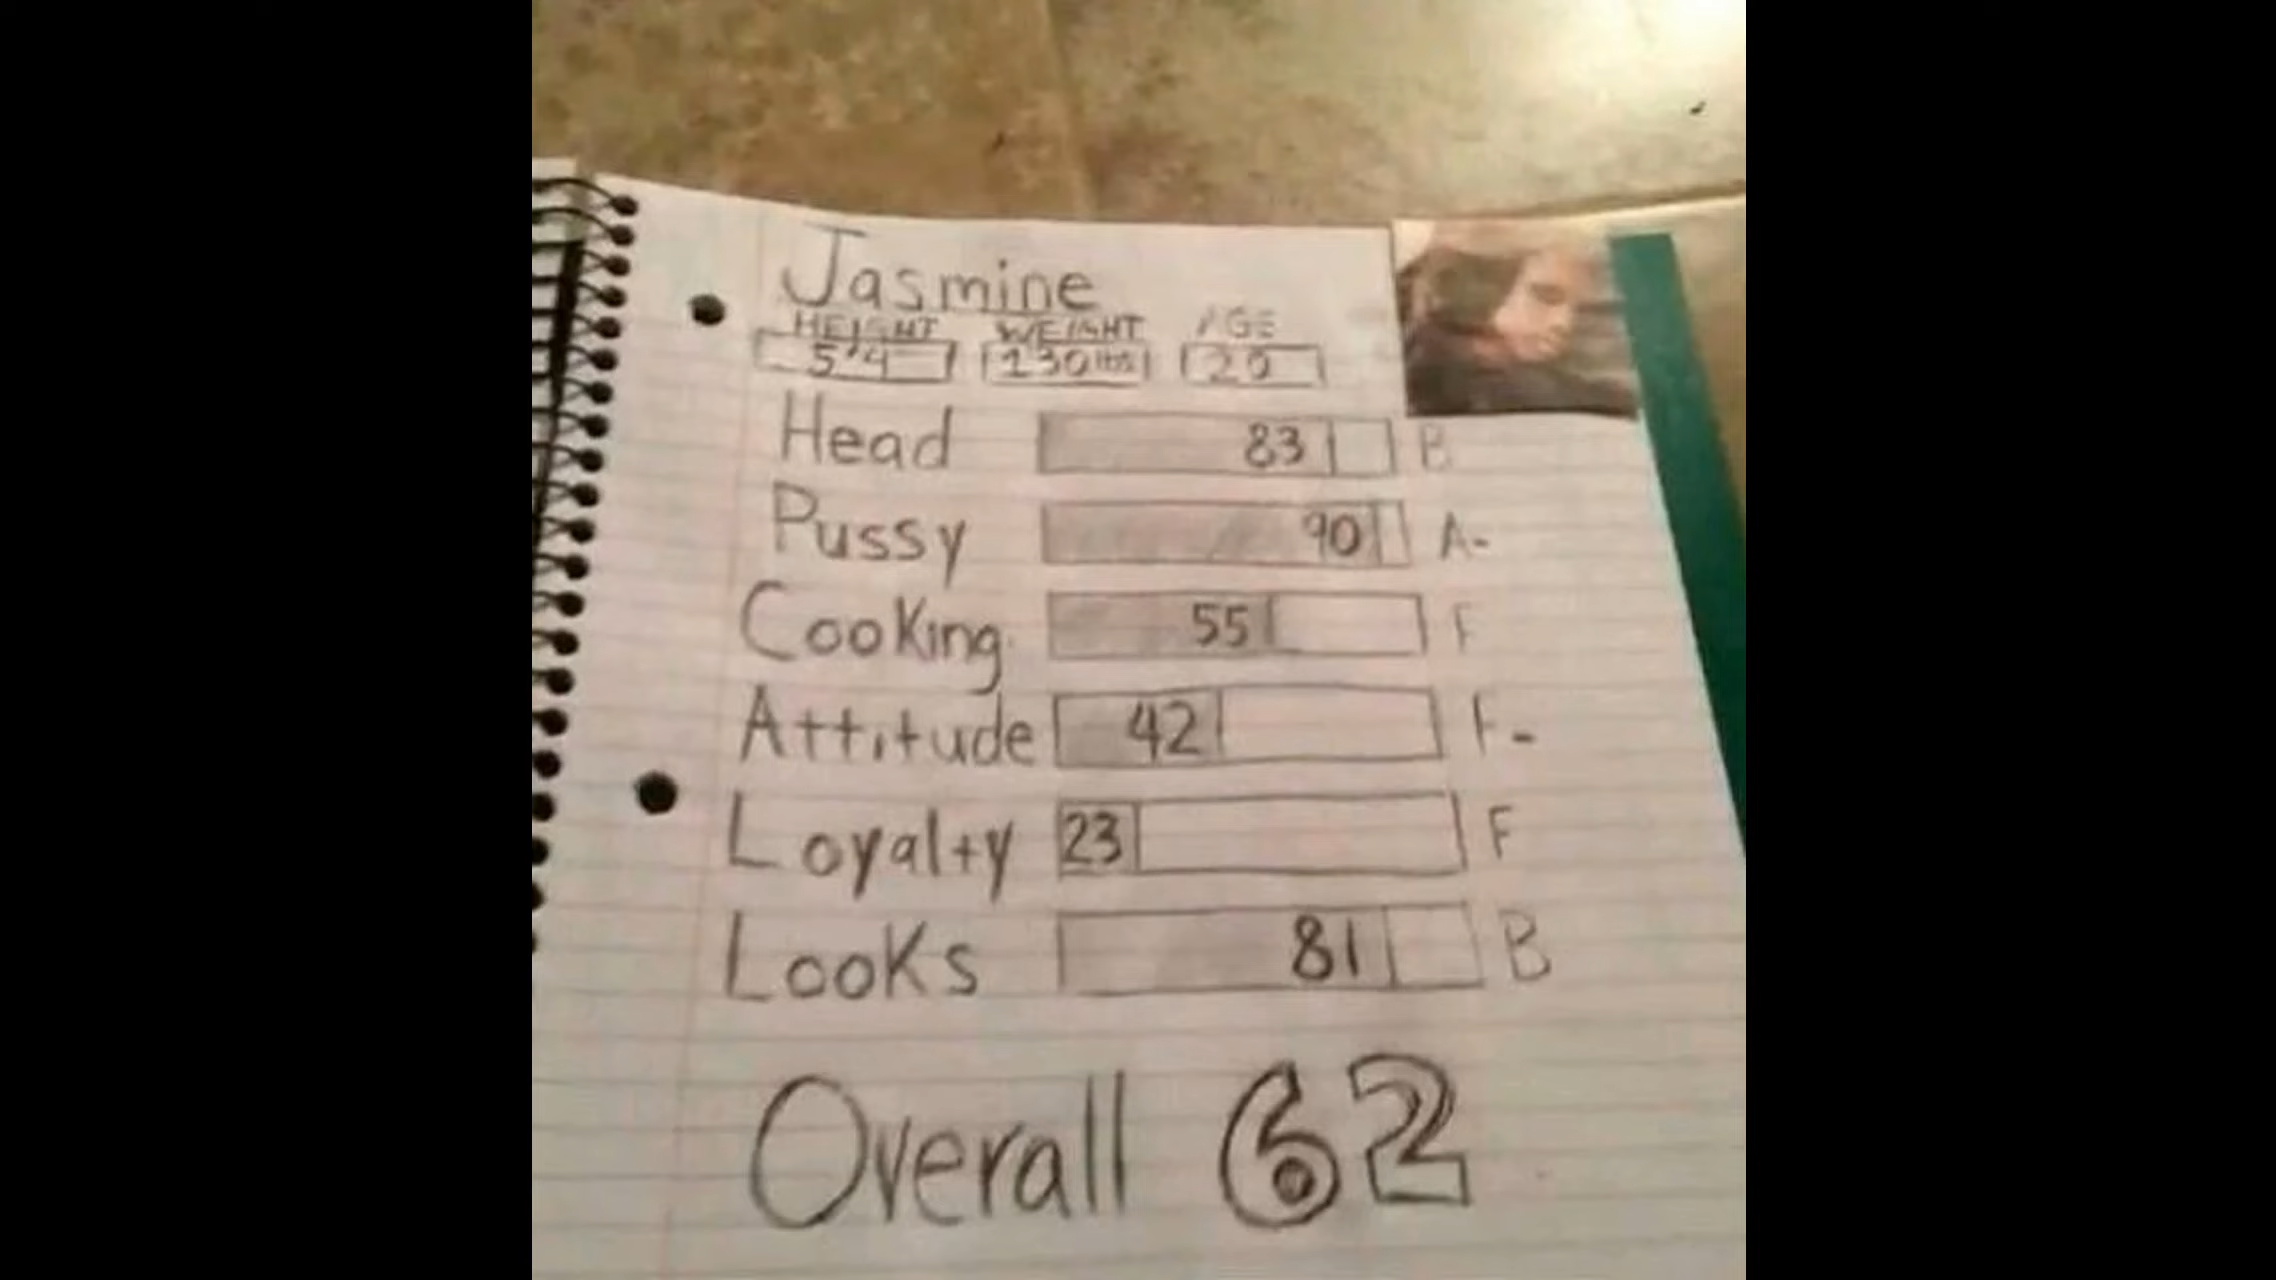 Jasmine
HEIGHT WEIGHT AGE
5'4 130lbs 20
Head 83 B
Pussy 90 A-
Cooking 55 F
Attitude 42 F-
Loyalty 23 F
Looks 81 B
Overall 62